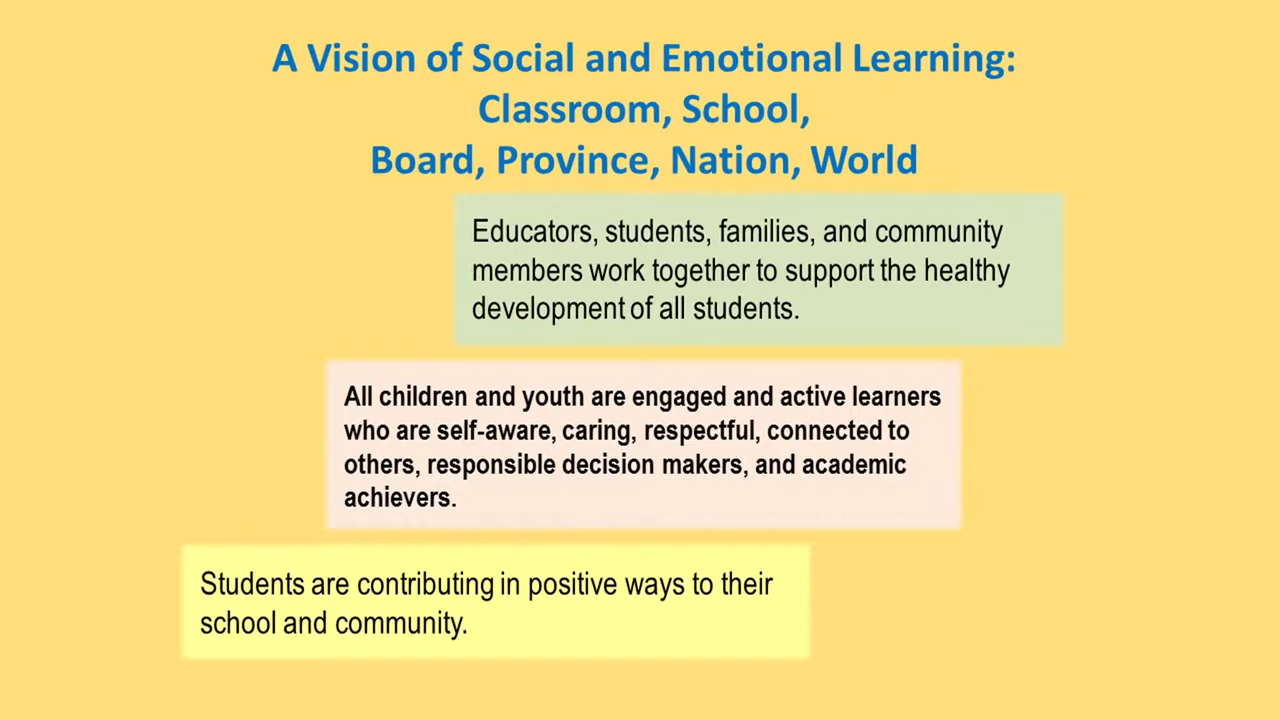 A Vision of Social and Emotional Learning:
Classroom, School,
Board, Province, Nation, World
Educators, students, families, and community
members work together to support the healthy
development of all students.
All children and youth are engaged and active learners
who are self-aware, caring, respectful, connected to
others, responsible decision makers, and academic
achievers.
Students are contributing in positive ways to their
school and community.